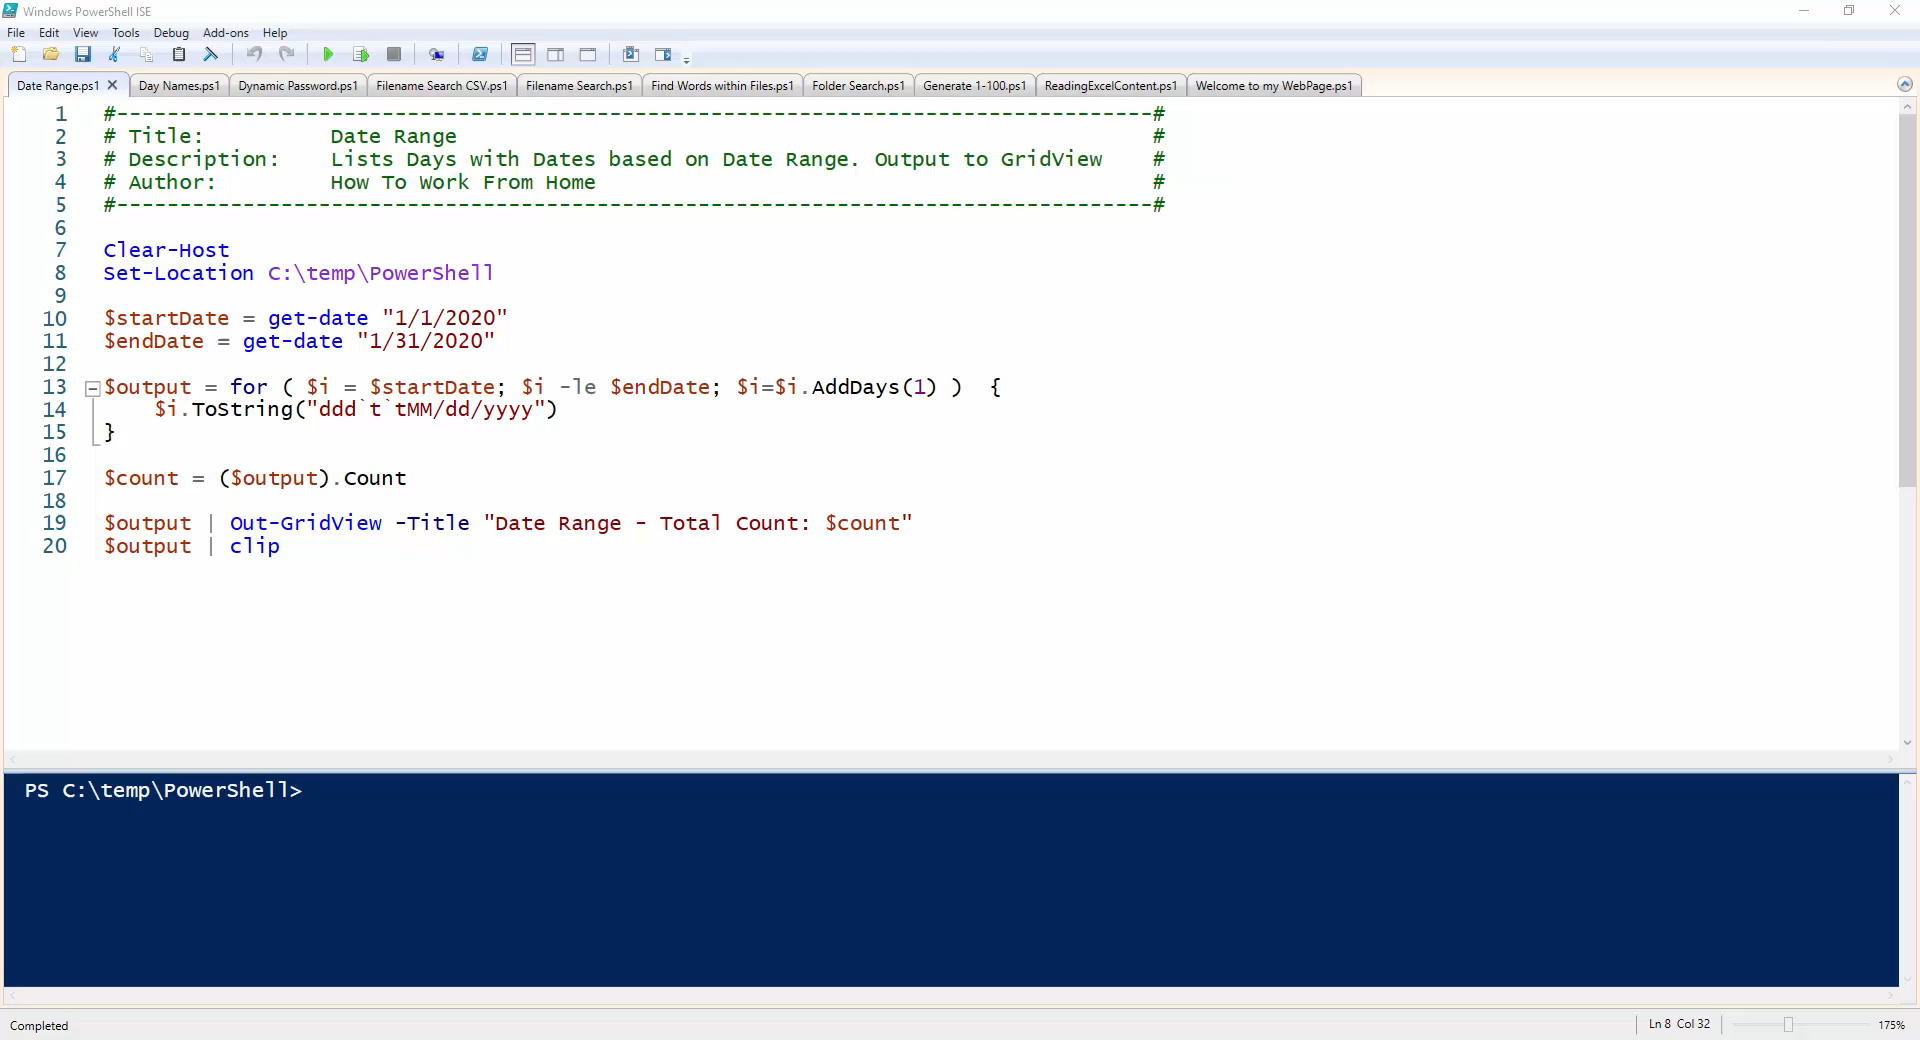 Windows PowerShell ISE
File Edit View Tools Debug Add-ons Help
Date Range.ps1 Day Names.ps1 Dynamic Password.ps1 Filename Search CSV.ps1 Filename Search.ps1 Find Words within Files.ps1 Folder Search.ps1 Generate 1-100.ps1 ReadingExcelContent.ps1 Welcome to my WebPage.ps1
1 #----------------------------------------------------------------------------------#
2 # Title: Date Range #
3 # Description: Lists Days with Dates based on Date Range. Output to GridView #
4 # Author: How To Work From Home #
5 #----------------------------------------------------------------------------------#
6
7 Clear-Host
8 Set-Location C:\temp\PowerShell
9
10 $startDate = get-date "1/1/2020"
11 $endDate = get-date "1/31/2020"
12
13 $output = for ( $i = $startDate; $i -le $endDate; $i=$i.AddDays(1) ) {
14 $i.ToString("ddd`t`tMM/dd/yyyy")
15 }
16
17 $count = ($output).Count
18
19 $output | Out-GridView -Title "Date Range - Total Count: $count"
20 $output | clip
PS C:\temp\PowerShell>
Completed Ln 8 Col 32 175%